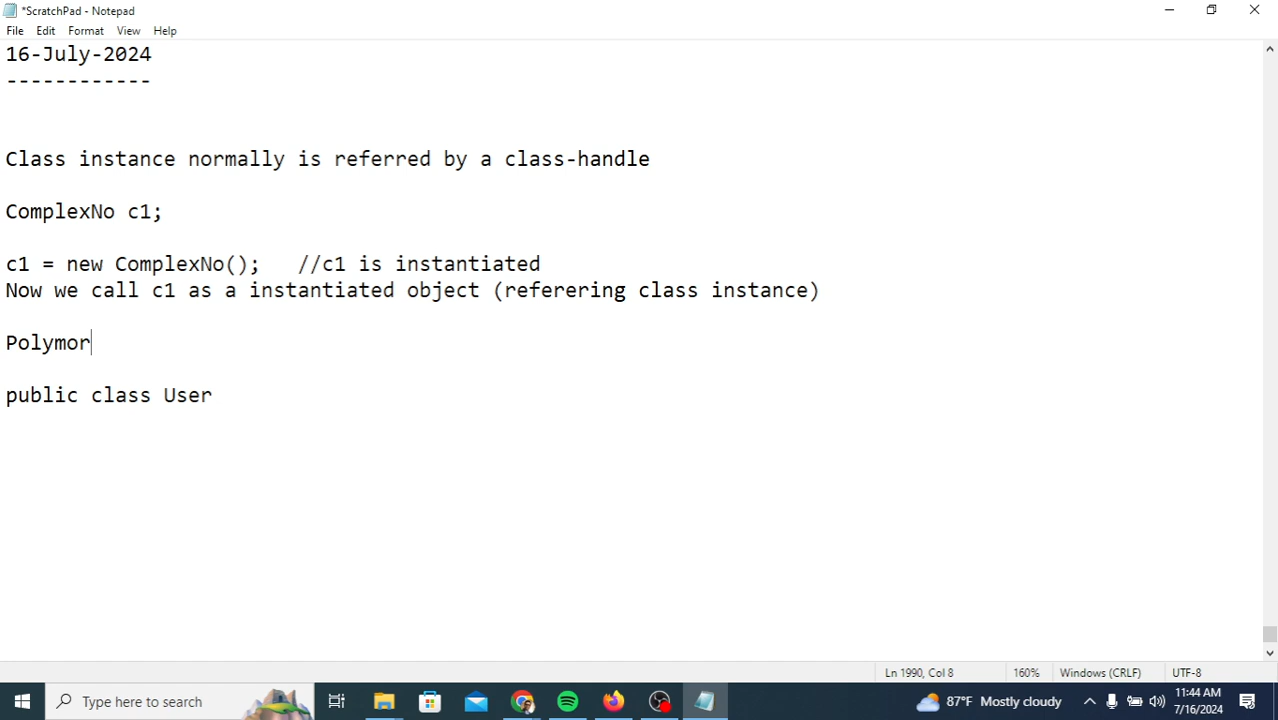 *ScratchPad - Notepad
File Edit Format View Help
16-July-2024
------------
Class instance normally is referred by a class-handle
ComplexNo c1;
c1 = new ComplexNo();   //c1 is instantiated
Now we call c1 as a instantiated object (referering class instance)
Polymor
public class User
Ln 1990, Col 8 160% Windows (CRLF) UTF-8
Type here to search
87°F Mostly cloudy
11:44 AM
7/16/2024